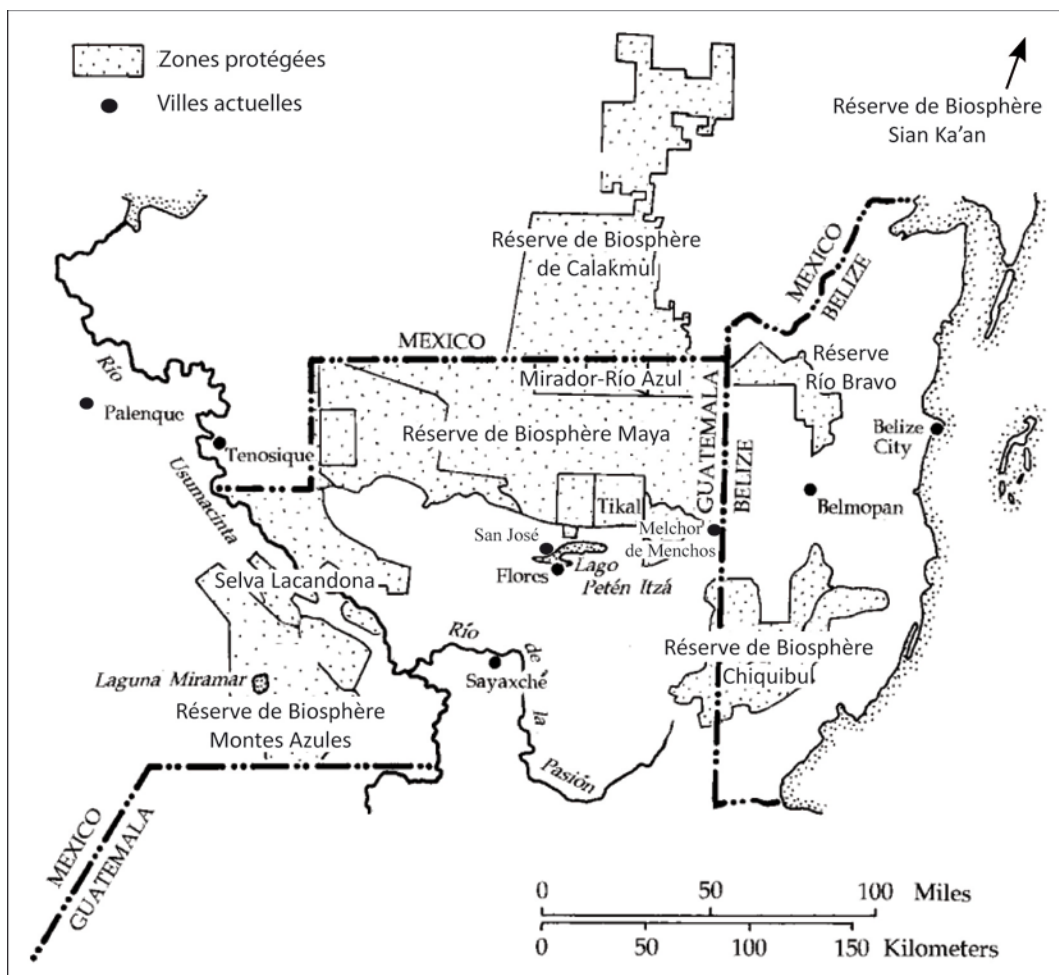 Zones protégées
Villes actuelles
Réserve de Biosphère
Sian Ka'an
Réserve de Biosphère
de Calakmul
MEXICO
BELIZE
MEXICO
Mirador-Río Azul
Réserve
Río Bravo
Río
Palenque
Tenosique
Usumacinta
Réserve de Biosphère Maya
GUATEMALA
BELIZE
Belize
City
Belmopan
Tikal
San José
Melchor
de Menchos
Flores
Lago
Petén Itzá
Selva Lacandona
Río
de
la
Pasión
Sayaxché
Réserve de Biosphère
Chiquibul
Laguna Miramar
Réserve de Biosphère
Montes Azules
MEXICO
GUATEMALA
0 50 100 Miles
0 50 100 150 Kilometers